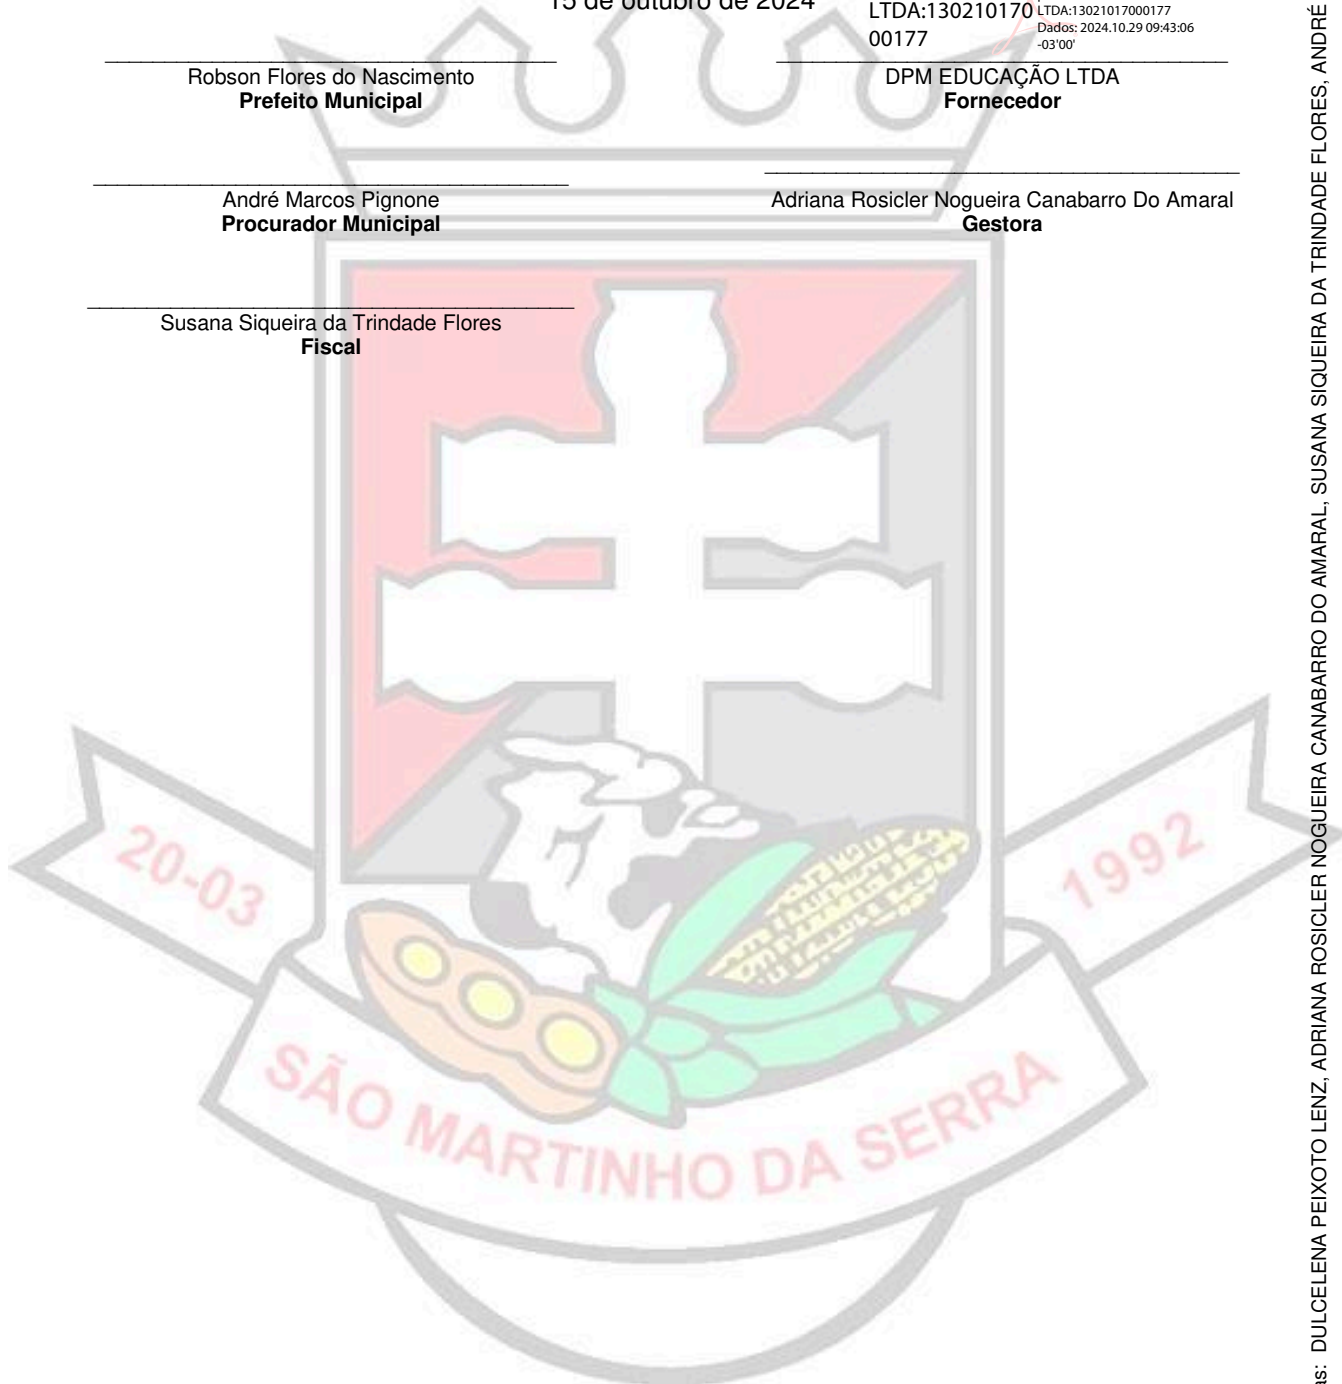 15 de outubro de 2024
LTDA:130210170
00177
LTDA:13021017000177
Dados: 2024.10.29 09:43:06
-03'00'
Robson Flores do Nascimento
Prefeito Municipal
DPM EDUCAÇÃO LTDA
Fornecedor
André Marcos Pignone
Procurador Municipal
Adriana Rosicler Nogueira Canabarro Do Amaral
Gestora
Susana Siqueira da Trindade Flores
Fiscal
20-03
1992
SÃO MARTINHO DA SERRA
as: DULCELENA PEIXOTO LENZ, ADRIANA ROSICLER NOGUEIRA CANABARRO DO AMARAL, SUSANA SIQUEIRA DA TRINDADE FLORES, ANDRÉ